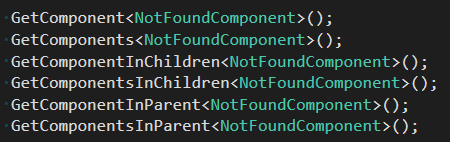 GetComponent<NotFoundComponent>();
GetComponents<NotFoundComponent>();
GetComponentInChildren<NotFoundComponent>();
GetComponentsInChildren<NotFoundComponent>();
GetComponentInParent<NotFoundComponent>();
GetComponentsInParent<NotFoundComponent>();